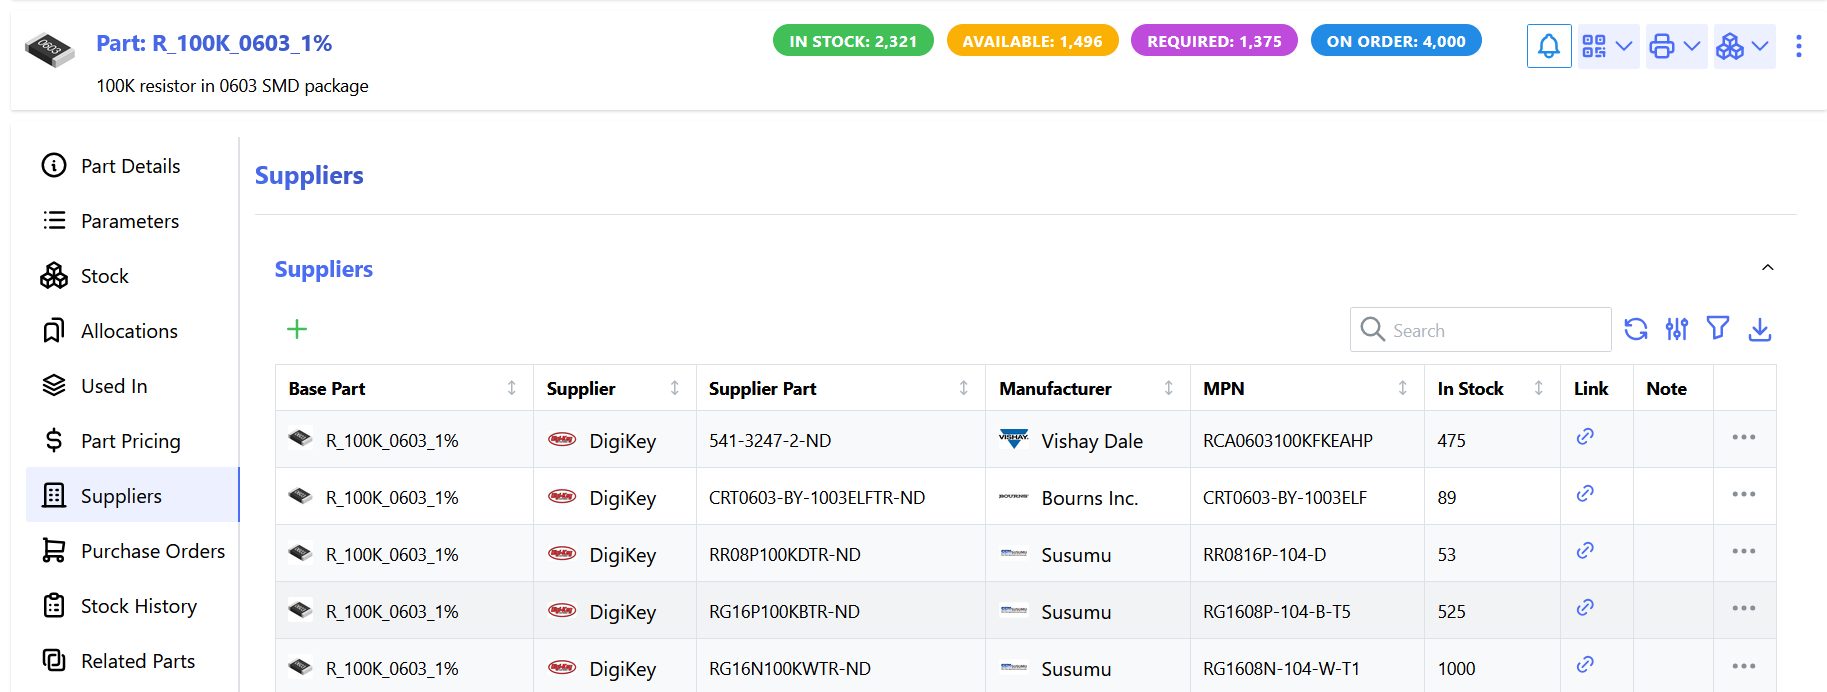 Part: R_100K_0603_1%
IN STOCK: 2,321
AVAILABLE: 1,496
REQUIRED: 1,375
ON ORDER: 4,000
100K resistor in 0603 SMD package
Part Details
Parameters
Stock
Allocations
Used In
Part Pricing
Suppliers
Purchase Orders
Stock History
Related Parts
Suppliers
Suppliers
Search
Base Part Supplier Supplier Part Manufacturer MPN In Stock Link Note
R_100K_0603_1% DigiKey 541-3247-2-ND VISHAY. Vishay Dale RCA0603100KFKEAHP 475
R_100K_0603_1% DigiKey CRT0603-BY-1003ELFTR-ND BOURNS Bourns Inc. CRT0603-BY-1003ELF 89
R_100K_0603_1% DigiKey RR08P100KDTR-ND SUSUMU Susumu RR0816P-104-D 53
R_100K_0603_1% DigiKey RG16P100KBTR-ND SUSUMU Susumu RG1608P-104-B-T5 525
R_100K_0603_1% DigiKey RG16N100KWTR-ND SUSUMU Susumu RG1608N-104-W-T1 1000